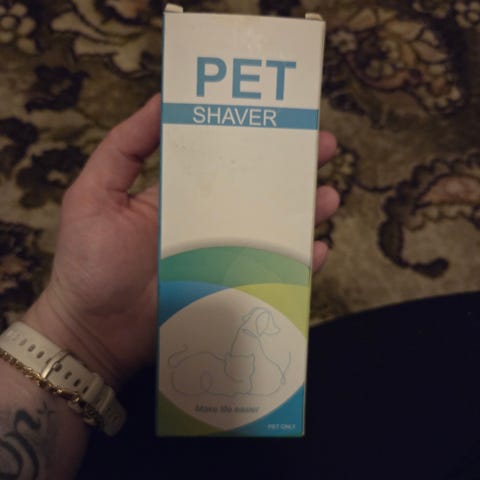 PET
SHAVER
Make life easier
PET ONLY